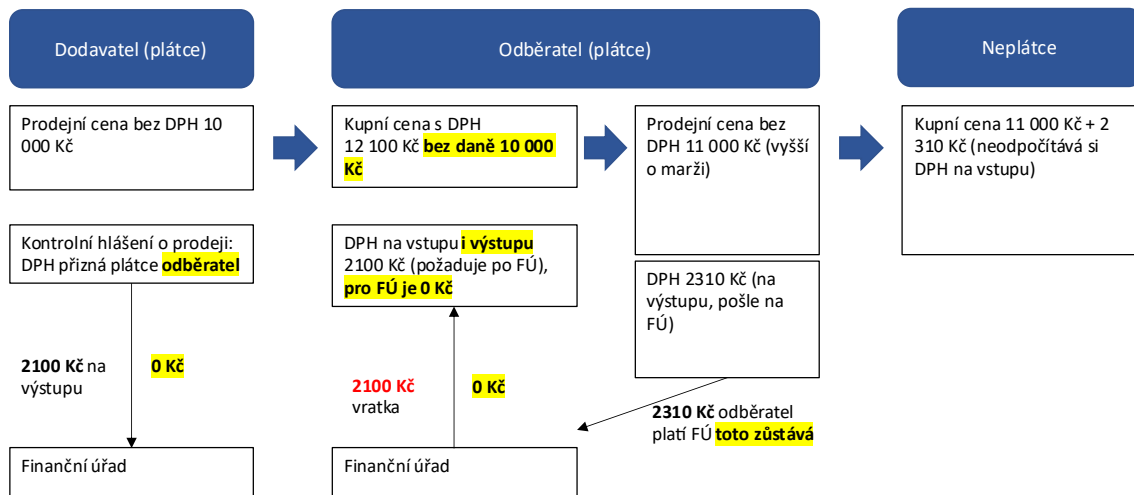 Dodavatel (plátce)
Odběratel (plátce)
Neplátce
Prodejní cena bez DPH 10
000 Kč
Kupní cena s DPH
12 100 Kč bez daně 10 000
Kč
Prodejní cena bez
DPH 11 000 Kč (vyšší
o marži)
Kupní cena 11 000 Kč + 2
310 Kč (neodpočítává si
DPH na vstupu)
Kontrolní hlášení o prodeji:
DPH přizná plátce odběratel
DPH na vstupu i výstupu
2100 Kč (požaduje po FÚ),
pro FÚ je 0 Kč
DPH 2310 Kč (na
výstupu, pošle na
FÚ)
2100 Kč na
výstupu
0 Kč
2100 Kč
vratka
0 Kč
2310 Kč odběratel
platí FÚ toto zůstává
Finanční úřad
Finanční úřad